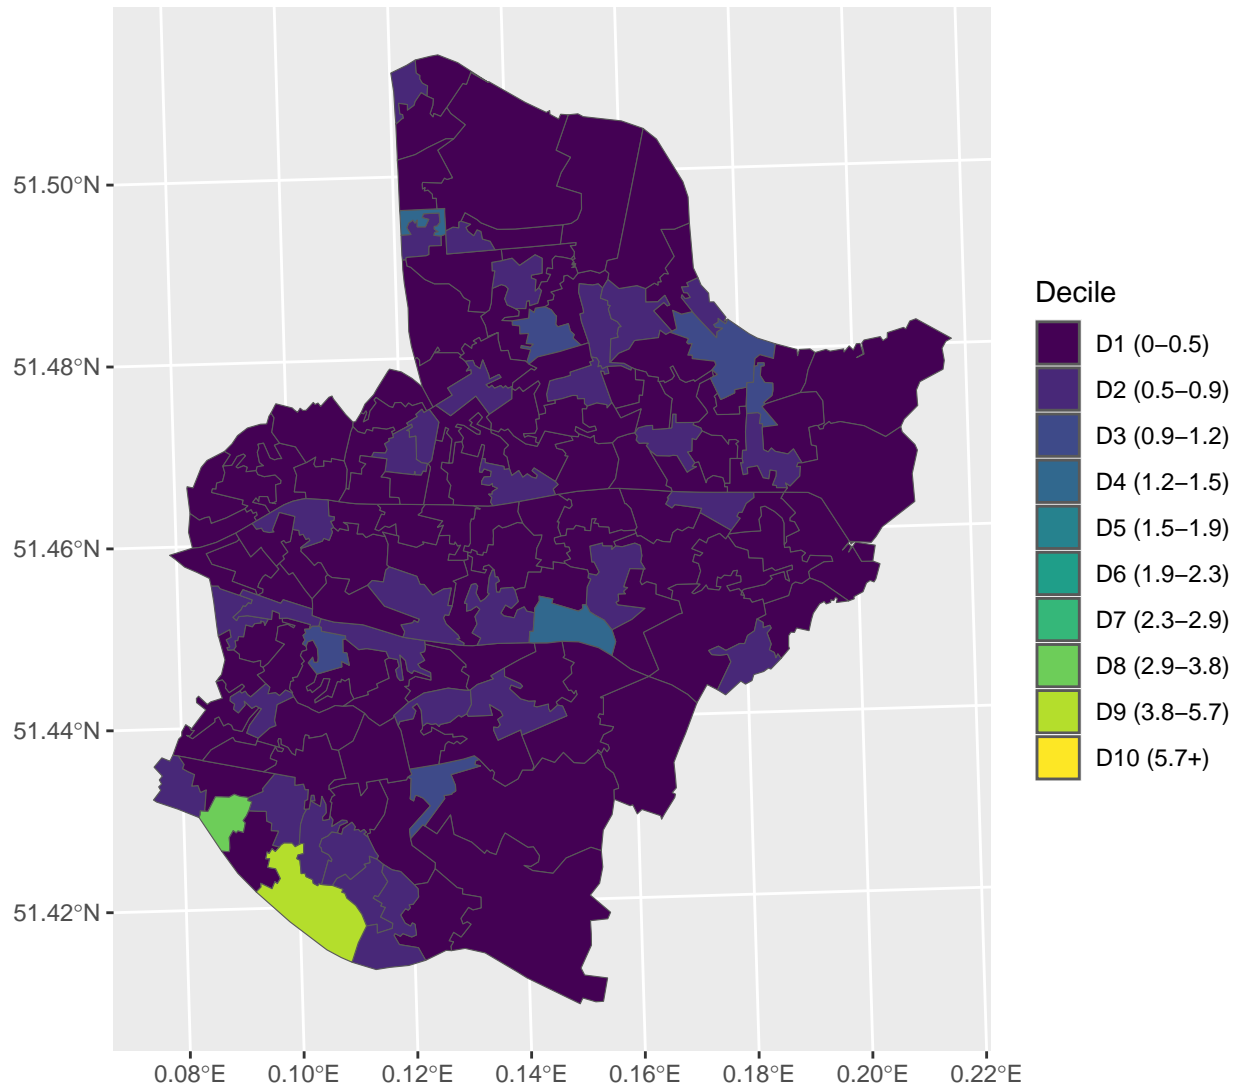 51.50°N
51.48°N
51.46°N
51.44°N
51.42°N
0.08°E 0.10°E 0.12°E 0.14°E 0.16°E 0.18°E 0.20°E 0.22°E
Decile
D1 (0–0.5)
D2 (0.5–0.9)
D3 (0.9–1.2)
D4 (1.2–1.5)
D5 (1.5–1.9)
D6 (1.9–2.3)
D7 (2.3–2.9)
D8 (2.9–3.8)
D9 (3.8–5.7)
D10 (5.7+)